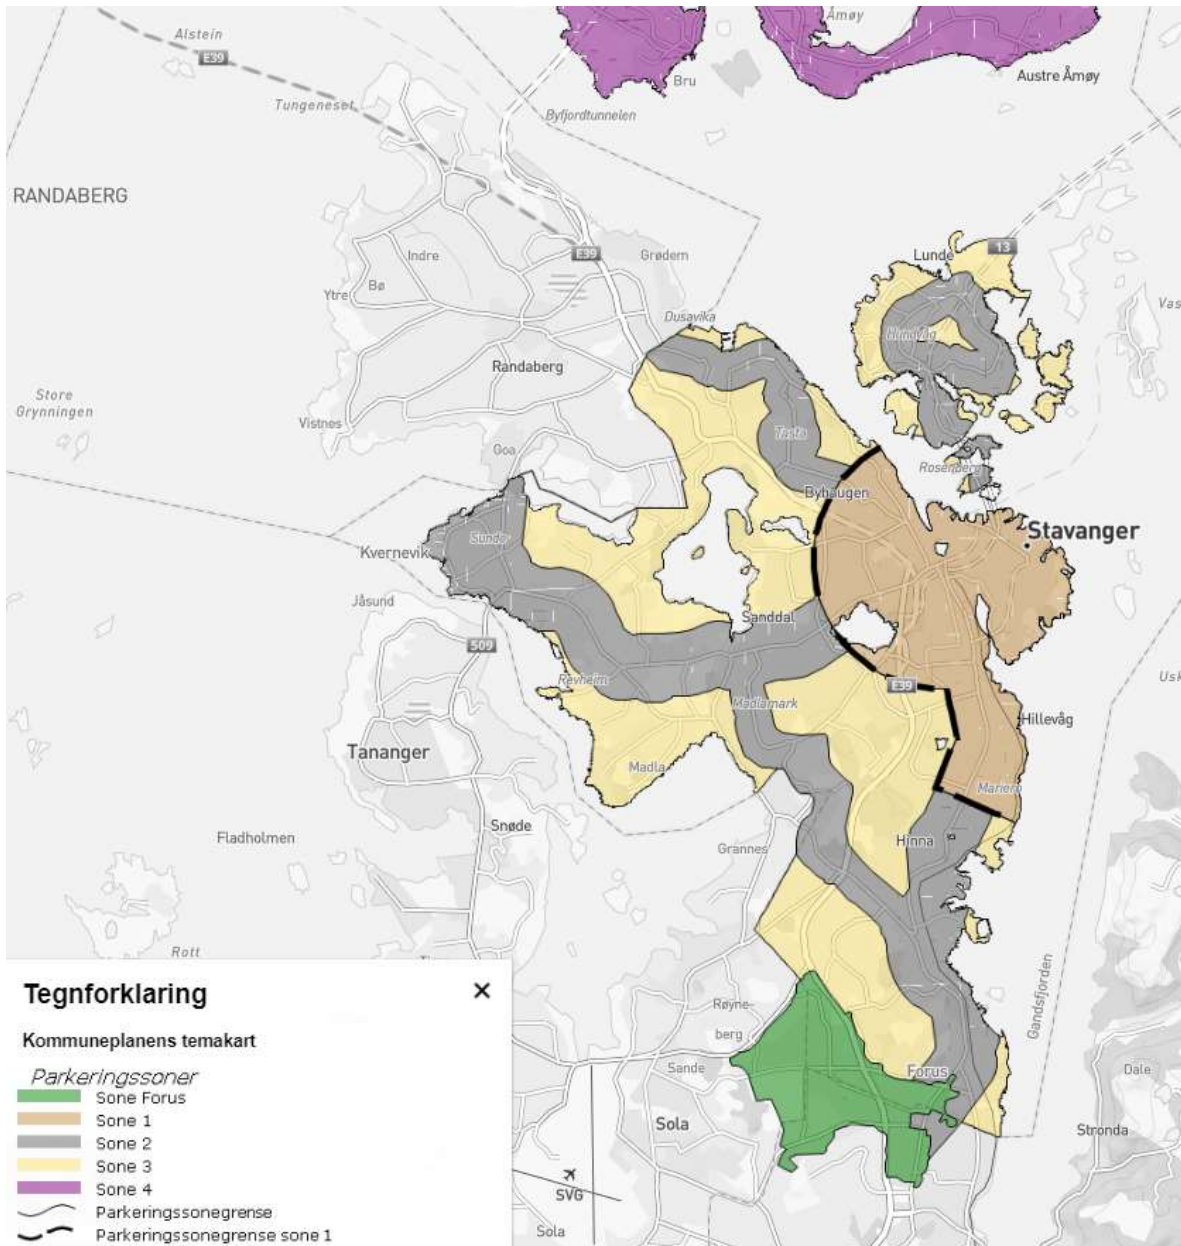 Åmøy
Alstein
E39
Bru
Austre Åmøy
Tungeneset
Byfjordtunnelen
RANDABERG
13
Lunde
E39
Grødem
Indre
Bø
Ytre
Vas
Dusavika
Hundvåg
Randaberg
Store
Grynningen
Vistnes
Tasta
Goa
Rosenberg
Byhaugen
Stavanger
Sunde
Kvernevik
Jåsund
Sanddal
509
Revheim
E39
Usk
Madlamark
Hillevåg
Tananger
Madla
Mariero
Snøde
Fladholmen
Grannes
Hinna
Rott
Gandsfjorden
Tegnforklaring
×
Røyne-
berg
Kommuneplanens temakart
Sande
Forus
Dale
Parkeringssoner
Sone Forus
Sone 1
Sola
Stronda
Sone 2
Sone 3
Sone 4
SVG
Parkeringssonegrense
Sola
Parkeringssonegrense sone 1